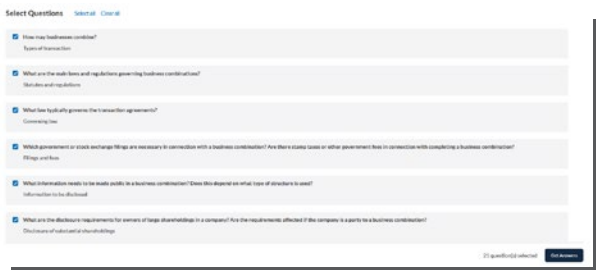 Select Questions Select all Clear all
How may businesses combine?
Types of transaction
What are the main laws and regulations governing business combinations?
Statutes and regulations
What law typically governs the transaction agreements?
Governing law
Which government or stock exchange filings are necessary in connection with a business combination? Are there stamp taxes or other government fees in connection with completing a business combination?
Filings and fees
What information needs to be made public in a business combination? Does this depend on what type of structure is used?
Information to be disclosed
What are the disclosure requirements for owners of large shareholdings in a company? Are the requirements affected if the company is a party to a business combination?
Disclosure of substantial shareholdings
question(s) selected Get Answers